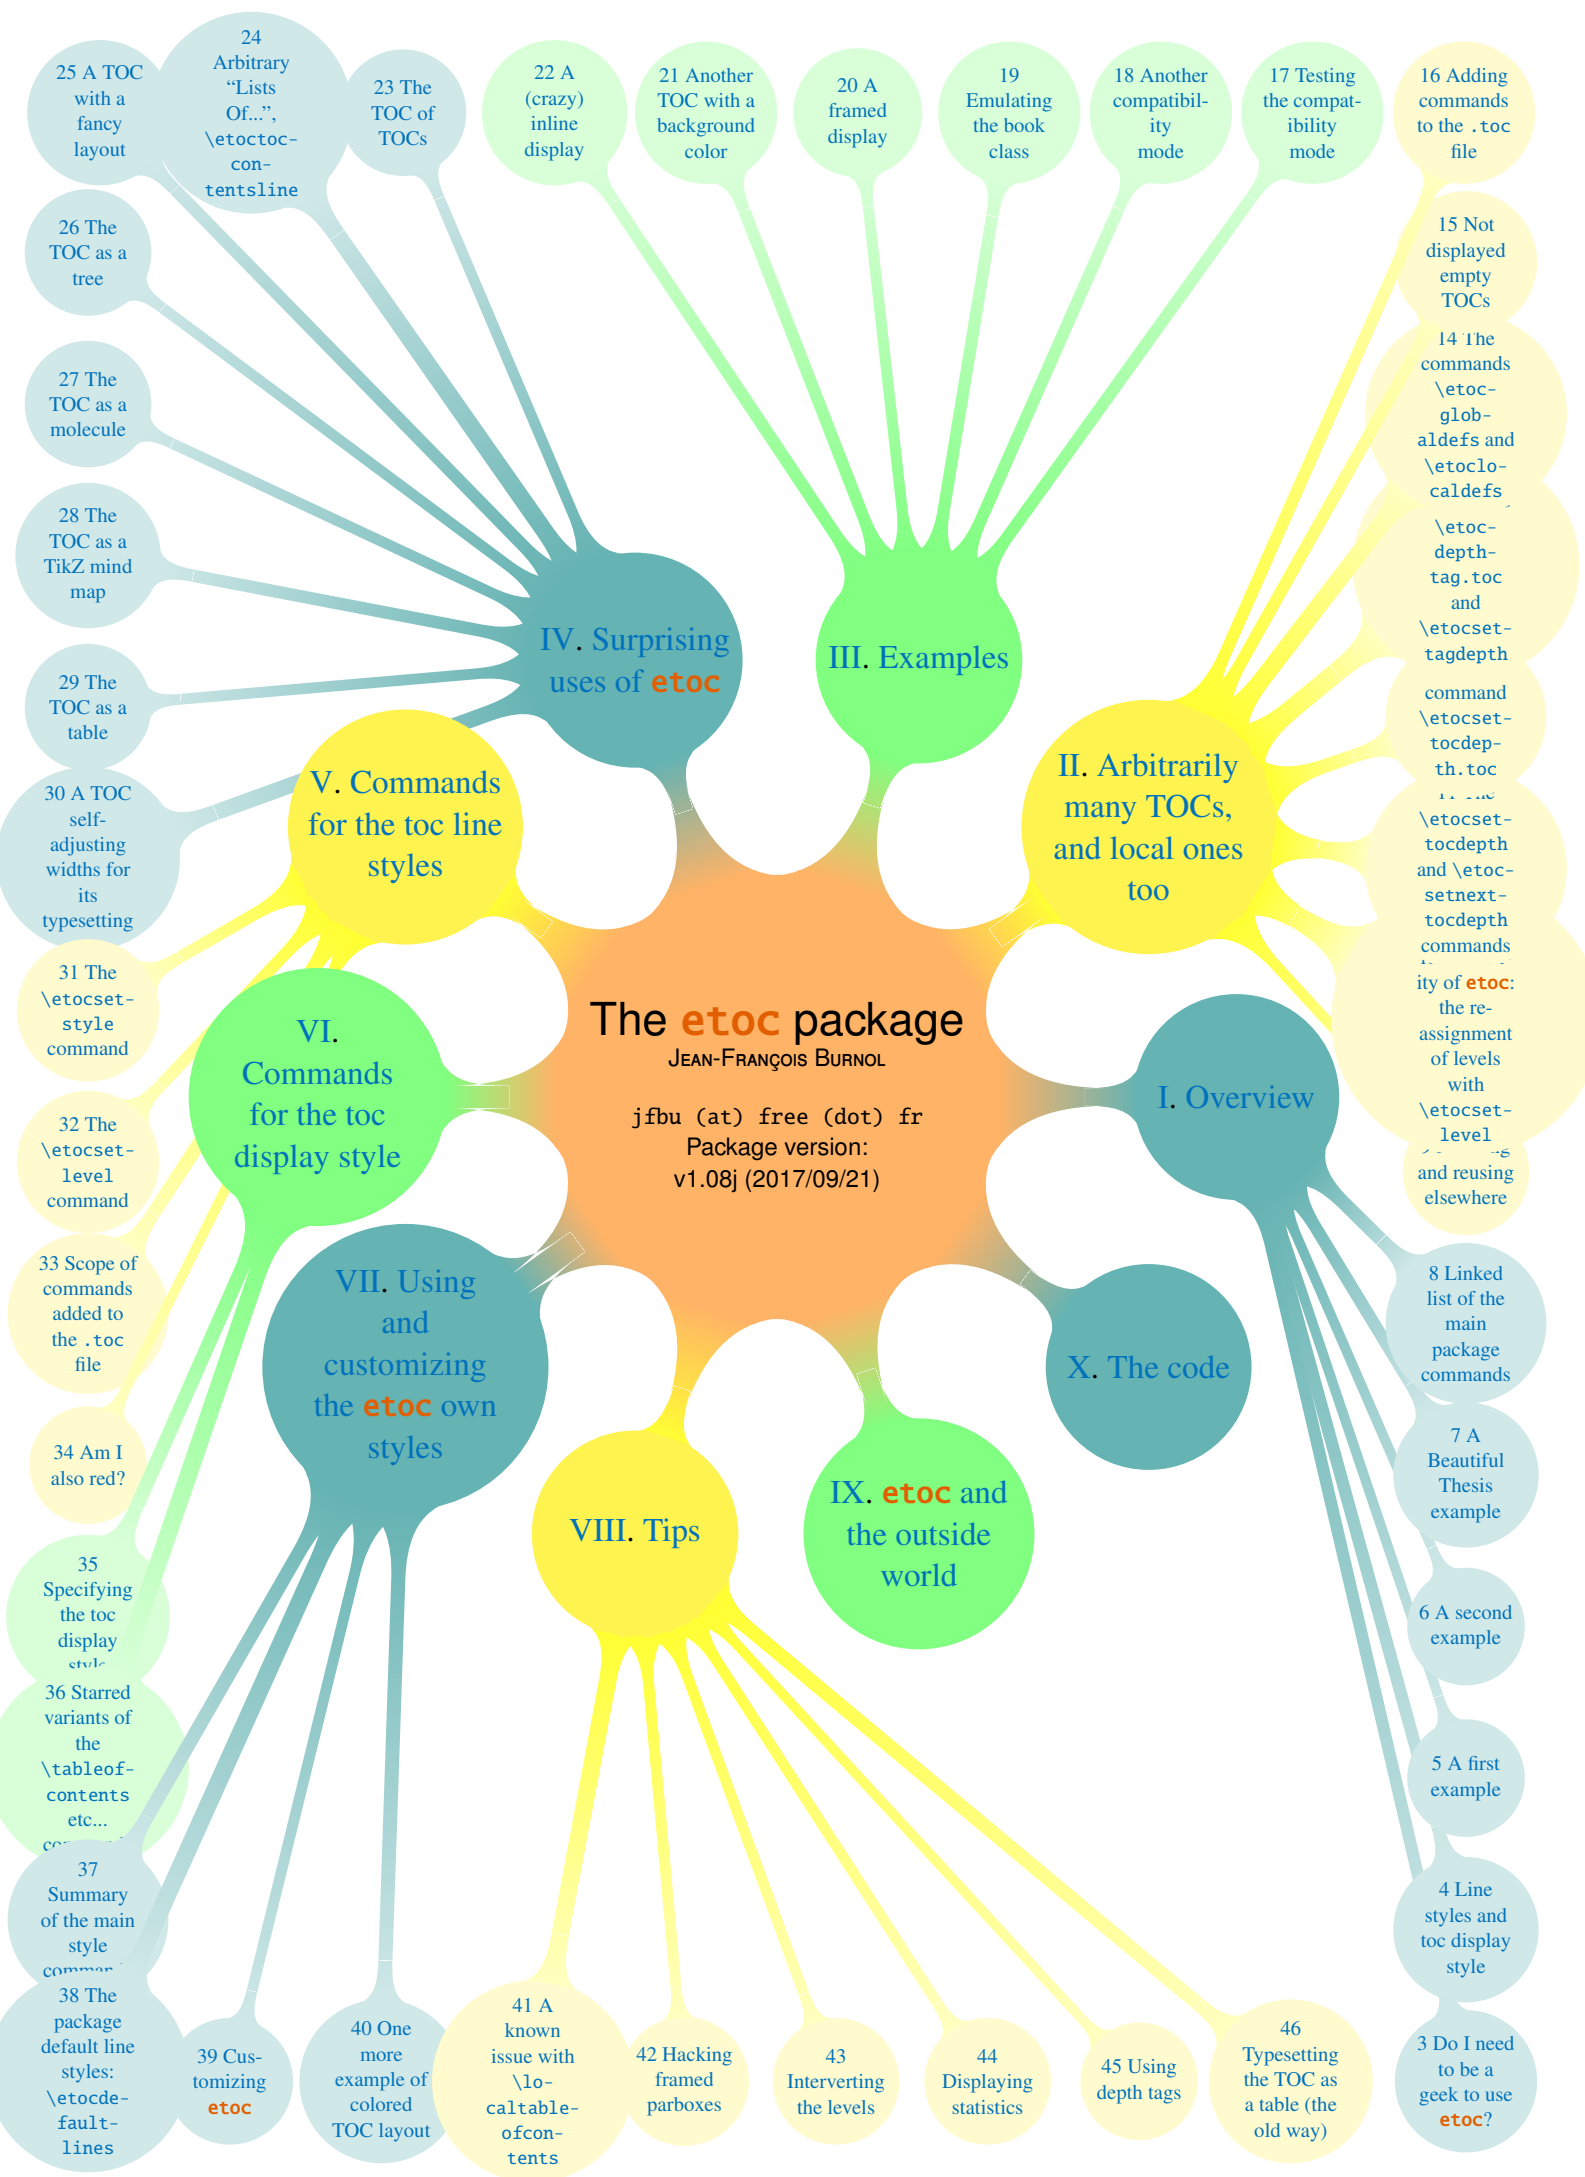 The etoc package
Jean-François Burnol
jfbu (at) free (dot) fr
Package version:
v1.08j (2017/09/21)
I. Overview
3 Do I need
to be a
geek to use
etoc?
4 Line
styles and
toc display
style
5 A first
example
6 A second
example
7 A
Beautiful
Thesis
example
8 Linked
list of the
main
package
commands
II. Arbitrarily
many TOCs,
and local ones
too
and reusing
elsewhere
ity of etoc:
the re-
assignment
of levels
with
\etocset-
level
\etocset-
tocdepth
and \etoc-
setnext-
tocdepth
commands
command
\etocset-
tocdep-
th.toc
\etoc-
depth-
tag.toc
and
\etocset-
tagdepth
14 The
commands
\etoc-
glob-
aldefs and
\etoclo-
caldefs
15 Not
displayed
empty
TOCs
16 Adding
commands
to the .toc
file
III. Examples
17 Testing
the compat-
ibility
mode
18 Another
compatibil-
ity
mode
19
Emulating
the book
class
20 A
framed
display
21 Another
TOC with a
background
color
22 A
(crazy)
inline
display
IV. Surprising
uses of etoc
23 The
TOC of
TOCs
24
Arbitrary
“Lists
Of...”,
\etoctoc-
con-
tentsline
25 A TOC
with a
fancy
layout
26 The
TOC as a
tree
27 The
TOC as a
molecule
28 The
TOC as a
TikZ mind
map
29 The
TOC as a
table
30 A TOC
self-
adjusting
widths for
its
typesetting
V. Commands
for the toc line
styles
31 The
\etocset-
style
command
32 The
\etocset-
level
command
33 Scope of
commands
added to
the .toc
file
34 Am I
also red?
VI.
Commands
for the toc
display style
35
Specifying
the toc
display
style
36 Starred
variants of
the
\tableof-
contents
etc...
VII. Using
and
customizing
the etoc own
styles
37
Summary
of the main
style
38 The
package
default line
styles:
\etocde-
fault-
lines
39 Cus-
tomizing
etoc
40 One
more
example of
colored
TOC layout
VIII. Tips
41 A
known
issue with
\lo-
caltable-
ofcon-
tents
42 Hacking
framed
parboxes
43
Interverting
the levels
44
Displaying
statistics
45 Using
depth tags
46
Typesetting
the TOC as
a table (the
old way)
IX. etoc and
the outside
world
X. The code